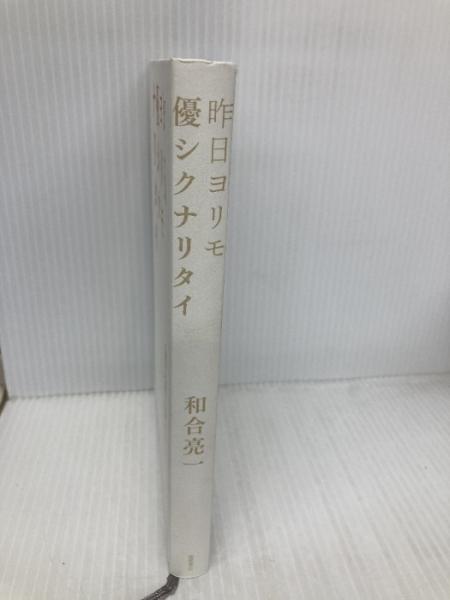 昨日ヨリモ
優シクナリタイ
和合亮一